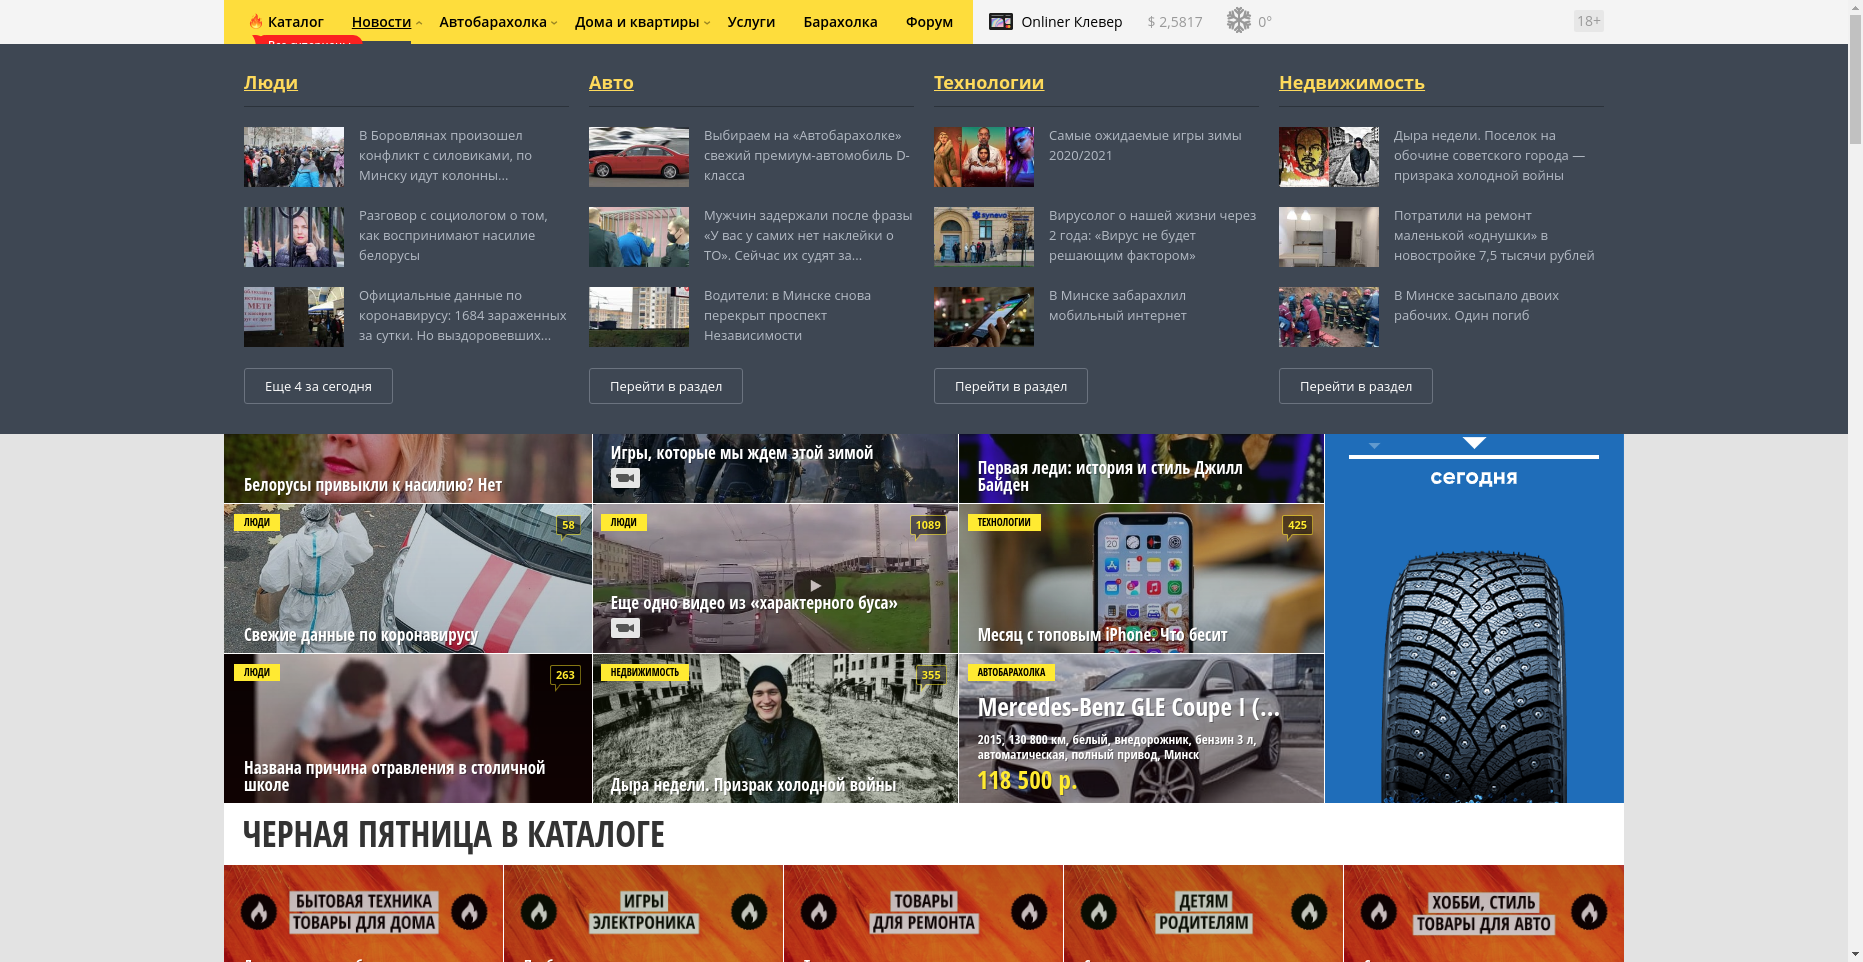 Каталог
Новости
Автобарахолка
Дома и квартиры
Услуги
Барахолка
Форум
Onliner Клевер
$ 2,5817
0°
18+
Люди
В Боровлянах произошел
конфликт с силовиками, по
Минску идут колонны...
Разговор с социологом о том,
как воспринимают насилие
белорусы
Официальные данные по
коронавирусу: 1684 зараженных
за сутки. Но выздоровевших...
Еще 4 за сегодня
Авто
Выбираем на «Автобарахолке»
свежий премиум-автомобиль D-
класса
Мужчин задержали после фразы
«У вас у самих нет наклейки о
ТО». Сейчас их судят за...
Водители: в Минске снова
перекрыт проспект
Независимости
Перейти в раздел
Технологии
Самые ожидаемые игры зимы
2020/2021
synevo
Вирусолог о нашей жизни через
2 года: «Вирус не будет
решающим фактором»
В Минске забарахлил
мобильный интернет
Перейти в раздел
Недвижимость
Дыра недели. Поселок на
обочине советского города —
призрака холодной войны
Потратили на ремонт
маленькой «однушки» в
новостройке 7,5 тысячи рублей
В Минске засыпало двоих
рабочих. Один погиб
Перейти в раздел
Белорусы привыкли к насилию? Нет
Игры, которые мы ждем этой зимой
Первая леди: история и стиль Джилл
Байден
сегодня
ЛЮДИ
58
Свежие данные по коронавирусу
ЛЮДИ
1089
Еще одно видео из «характерного буса»
ТЕХНОЛОГИИ
425
Месяц с топовым iPhone. Что бесит
ЛЮДИ
263
Названа причина отравления в столичной
школе
НЕДВИЖИМОСТЬ
355
Дыра недели. Призрак холодной войны
АВТОБАРАХОЛКА
Mercedes-Benz GLE Coupe I (...
2015, 130 800 км, белый, внедорожник, бензин 3 л,
автоматическая, полный привод, Минск
118 500 р.
ЧЕРНАЯ ПЯТНИЦА В КАТАЛОГЕ
БЫТОВАЯ ТЕХНИКА
ТОВАРЫ ДЛЯ ДОМА
ИГРЫ
ЭЛЕКТРОНИКА
ТОВАРЫ
ДЛЯ РЕМОНТА
ДЕТЯМ
РОДИТЕЛЯМ
ХОББИ, СТИЛЬ
ТОВАРЫ ДЛЯ АВТО